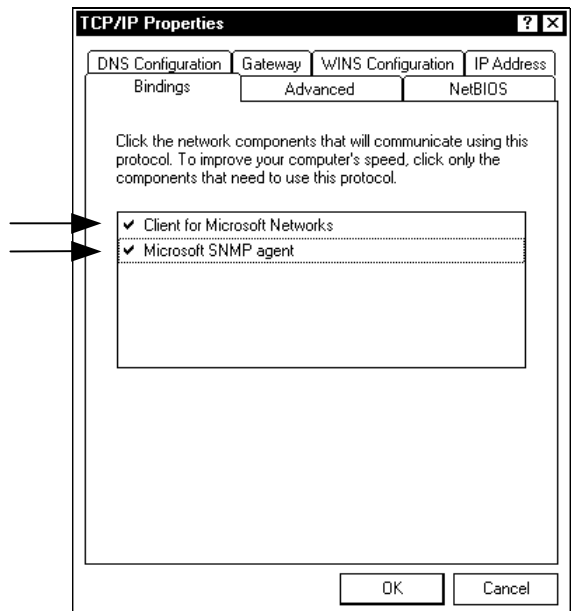 TCP/IP Properties
? X
DNS Configuration Gateway WINS Configuration IP Address
Bindings Advanced NetBIOS
Click the network components that will communicate using this
protocol. To improve your computer's speed, click only the
components that need to use this protocol.
Client for Microsoft Networks
Microsoft SNMP agent
OK Cancel